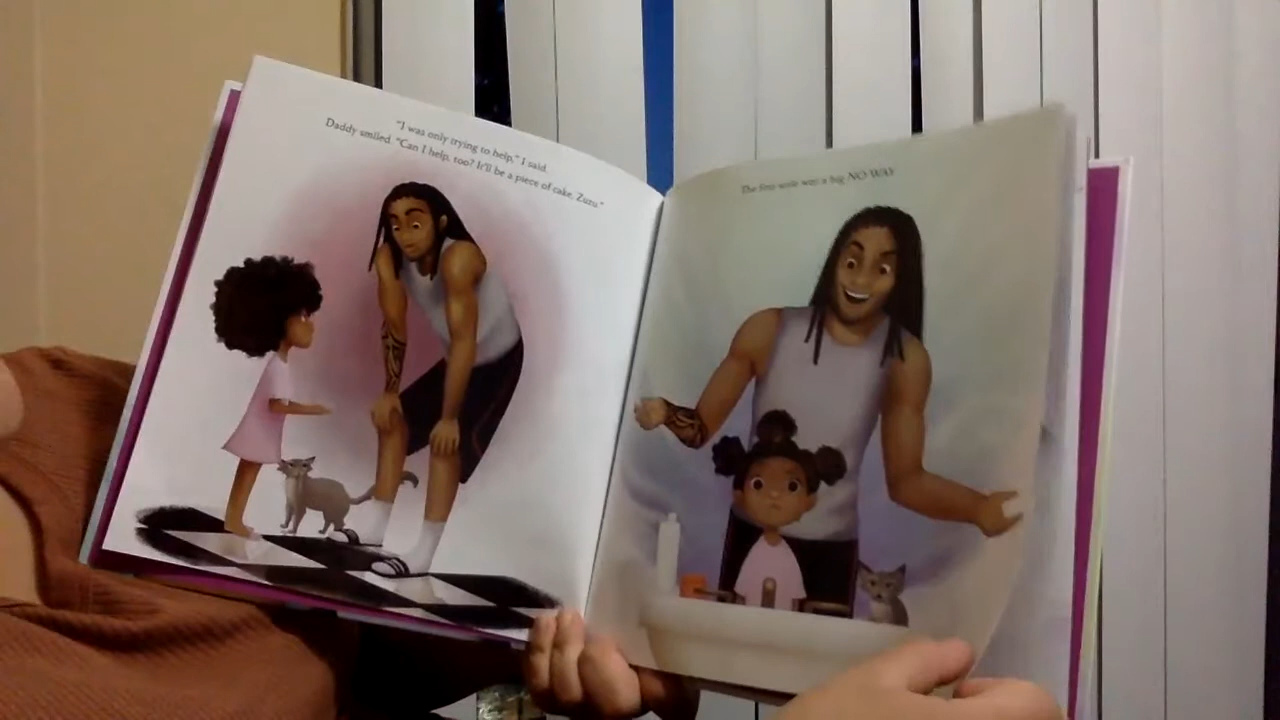 "I was only trying to help," I said.
Daddy smiled. "Can I help, too? It'll be a piece of cake, Zuzu."
The first style was a big NO WAY.